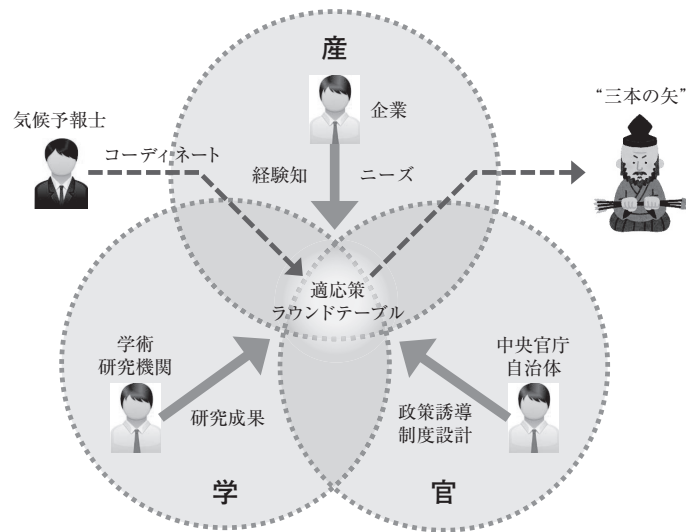 産
企業
気候予報士
コーディネート
“三本の矢”
経験知
ニーズ
適応策
ラウンドテーブル
学術
研究機関
研究成果
中央官庁
自治体
政策誘導
制度設計
学
官